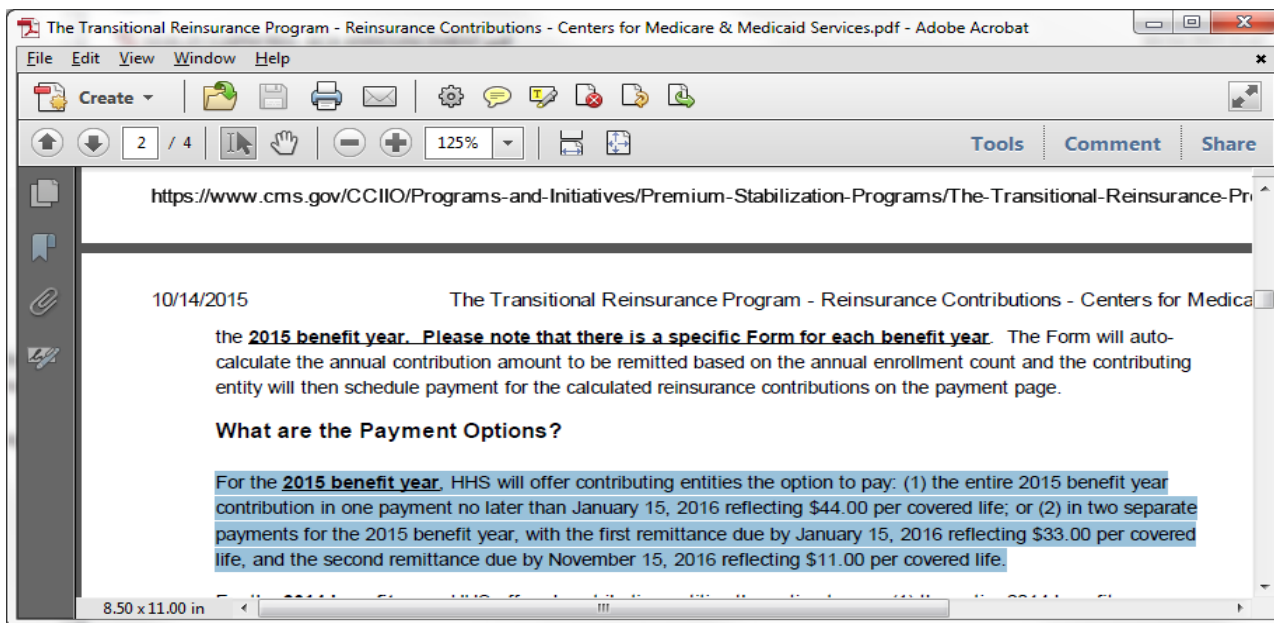 The Transitional Reinsurance Program - Reinsurance Contributions - Centers for Medicare & Medicaid Services.pdf - Adobe Acrobat
File Edit View Window Help
Create
2 / 4 125% Tools Comment Share
https://www.cms.gov/CCIIO/Programs-and-Initiatives/Premium-Stabilization-Programs/The-Transitional-Reinsurance-Pr
10/14/2015 The Transitional Reinsurance Program - Reinsurance Contributions - Centers for Medica
the 2015 benefit year. Please note that there is a specific Form for each benefit year. The Form will auto-
calculate the annual contribution amount to be remitted based on the annual enrollment count and the contributing
entity will then schedule payment for the calculated reinsurance contributions on the payment page.
What are the Payment Options?
For the 2015 benefit year, HHS will offer contributing entities the option to pay: (1) the entire 2015 benefit year
contribution in one payment no later than January 15, 2016 reflecting $44.00 per covered life; or (2) in two separate
payments for the 2015 benefit year, with the first remittance due by January 15, 2016 reflecting $33.00 per covered
life, and the second remittance due by November 15, 2016 reflecting $11.00 per covered life.
8.50 x 11.00 in